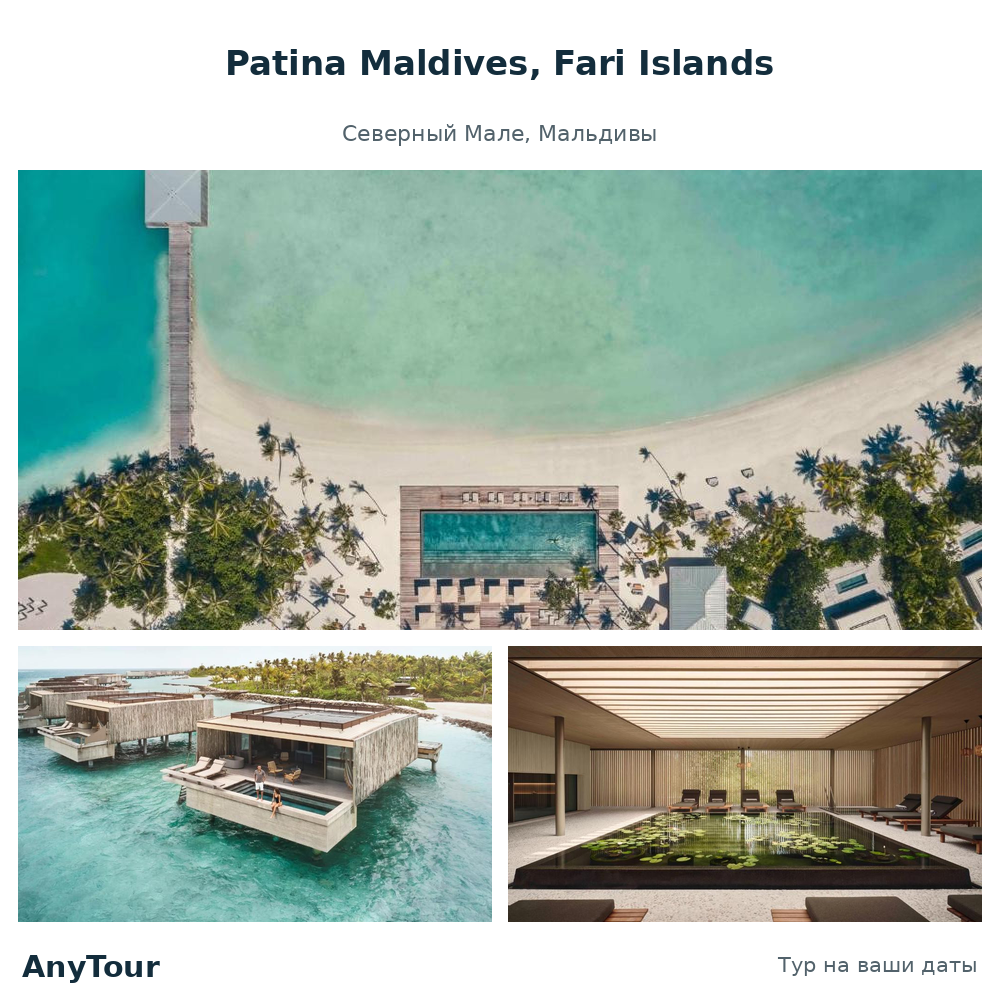 Patina Maldives, Fari Islands
Северный Мале, Мальдивы
AnyTour
Тур на ваши даты